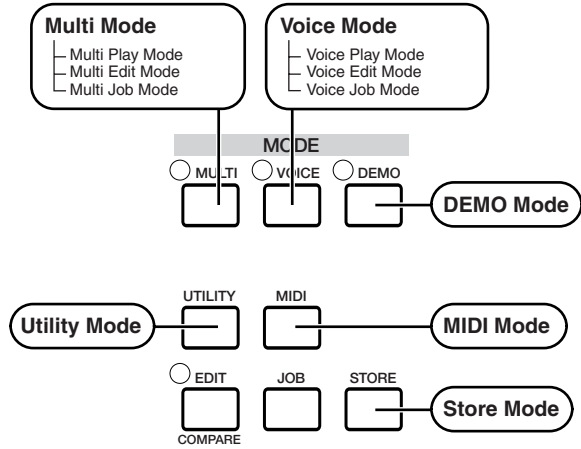 Multi Mode
Multi Play Mode
Multi Edit Mode
Multi Job Mode
Voice Mode
Voice Play Mode
Voice Edit Mode
Voice Job Mode
MODE
MULTI VOICE DEMO
DEMO Mode
UTILITY MIDI
Utility Mode
MIDI Mode
EDIT JOB STORE
Store Mode
COMPARE